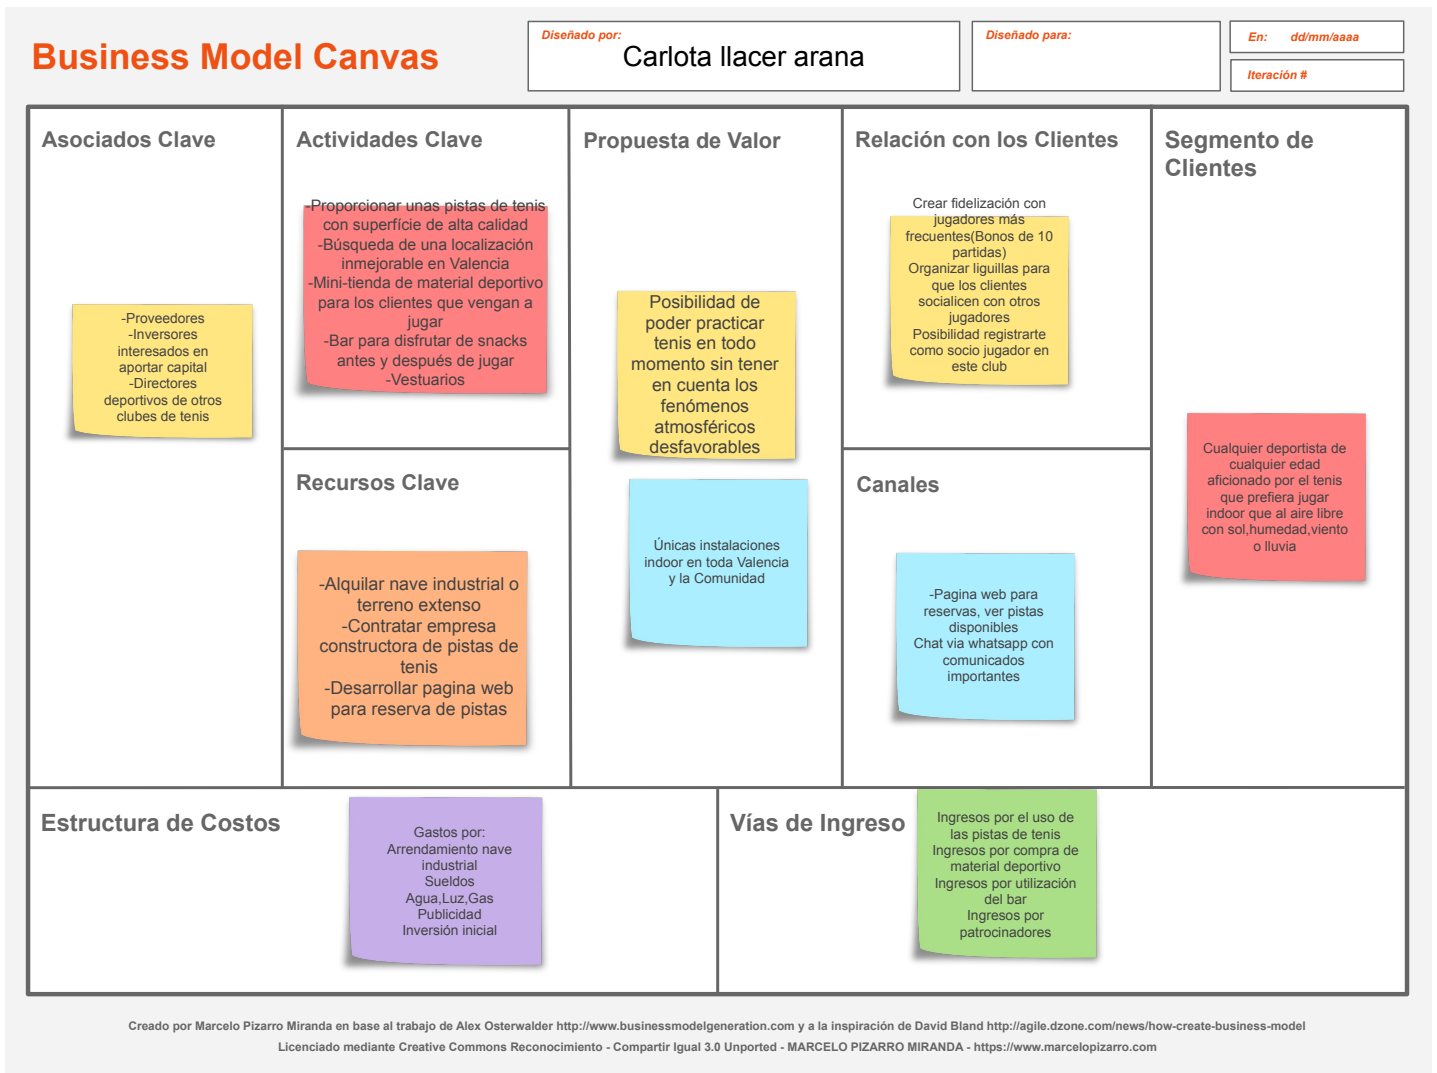 Business Model Canvas
Diseñado por:
Carlota llacer arana
Diseñado para:
En: dd/mm/aaaa
Iteración #
Asociados Clave
-Proveedores
-Inversores
interesados en
aportar capital
-Directores
deportivos de otros
clubes de tenis
Actividades Clave
-Proporcionar unas pistas de tenis
con superfície de alta calidad
-Búsqueda de una localización
inmejorable en Valencia
-Mini-tienda de material deportivo
para los clientes que vengan a
jugar
-Bar para disfrutar de snacks
antes y después de jugar
-Vestuarios
Recursos Clave
-Alquilar nave industrial o
terreno extenso
-Contratar empresa
constructora de pistas de
tenis
-Desarrollar pagina web
para reserva de pistas
Propuesta de Valor
Posibilidad de
poder practicar
tenis en todo
momento sin tener
en cuenta los
fenómenos
atmosféricos
desfavorables
Únicas instalaciones
indoor en toda Valencia
y la Comunidad
Relación con los Clientes
Crear fidelización con
jugadores más
frecuentes(Bonos de 10
partidas)
Organizar liguillas para
que los clientes
socialicen con otros
jugadores
Posibilidad registrarte
como socio jugador en
este club
Canales
-Pagina web para
reservas, ver pistas
disponibles
Chat via whatsapp con
comunicados
importantes
Segmento de
Clientes
Cualquier deportista de
cualquier edad
aficionado por el tenis
que prefiera jugar
indoor que al aire libre
con sol,humedad,viento
o lluvia
Estructura de Costos
Gastos por:
Arrendamiento nave
industrial
Sueldos
Agua,Luz,Gas
Publicidad
Inversión inicial
Vías de Ingreso
Ingresos por el uso de
las pistas de tenis
Ingresos por compra de
material deportivo
Ingresos por utilización
del bar
Ingresos por
patrocinadores
Creado por Marcelo Pizarro Miranda en base al trabajo de Alex Osterwalder http://www.businessmodelgeneration.com y a la inspiración de David Bland http://agile.dzone.com/news/how-create-business-model
Licenciado mediante Creative Commons Reconocimiento - Compartir Igual 3.0 Unported - MARCELO PIZARRO MIRANDA - https://www.marcelopizarro.com